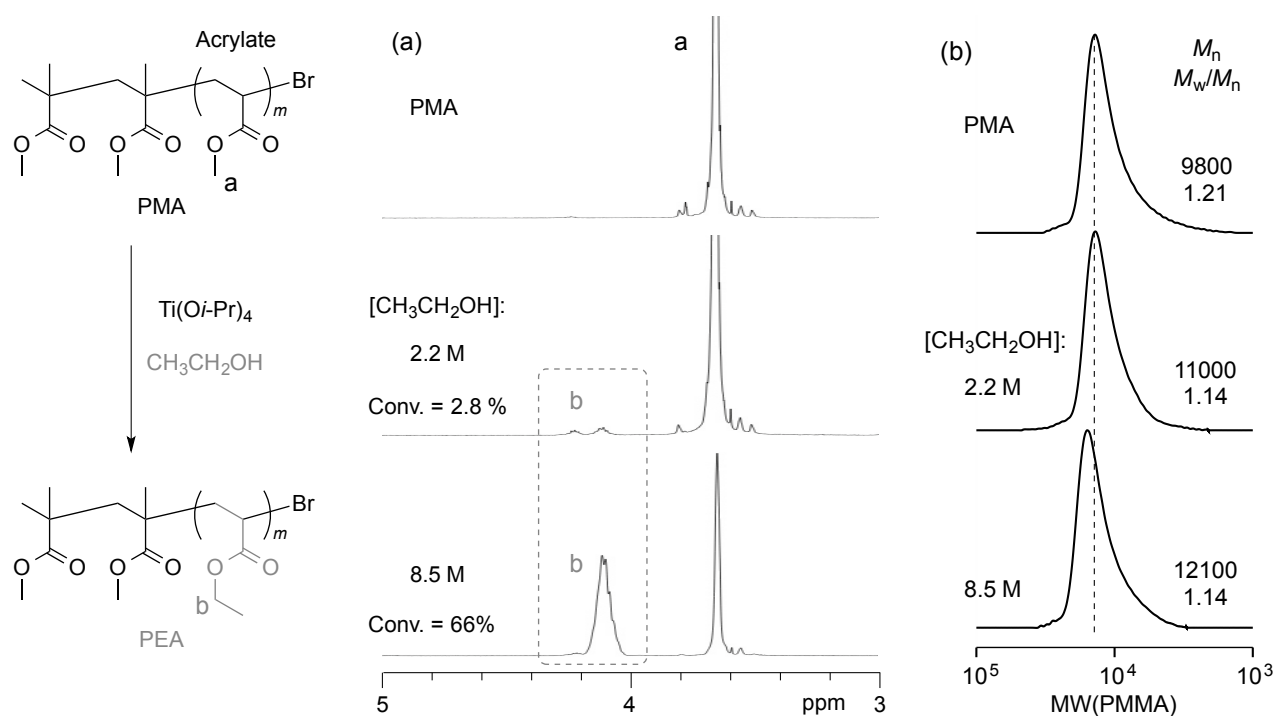 Acrylate
Br
m
O
O
O
O
O
O
a
PMA
Ti(Oi-Pr)4
CH3CH2OH
Br
m
O
O
O
O
O
O
b
PEA
(a)
a
PMA
[CH3CH2OH]:
2.2 M
Conv. = 2.8 %
b
8.5 M
Conv. = 66%
b
5
4
ppm
3
(b)
Mn
Mw/Mn
PMA
9800
1.21
[CH3CH2OH]:
2.2 M
11000
1.14
8.5 M
12100
1.14
10^5
10^4
10^3
MW(PMMA)